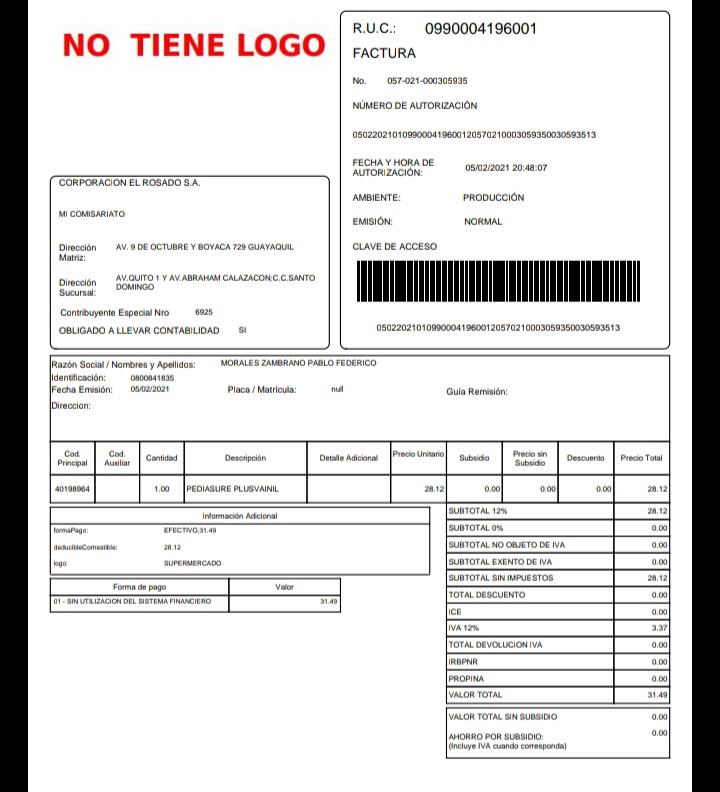 NO TIENE LOGO
R.U.C.: 0990004196001
FACTURA
No. 057-021-000305935
NÚMERO DE AUTORIZACIÓN
0502202101099000419600120570210003059350030593513
FECHA Y HORA DE AUTORIZACIÓN: 05/02/2021 20:48:07
AMBIENTE: PRODUCCIÓN
EMISIÓN: NORMAL
CLAVE DE ACCESO
0502202101099000419600120570210003059350030593513
CORPORACION EL ROSADO S.A.
MI COMISARIATO
Dirección Matriz: AV. 9 DE OCTUBRE Y BOYACA 729 GUAYAQUIL
Dirección Sucursal: AV.QUITO 1 Y AV.ABRAHAM CALAZACON;C.C.SANTO DOMINGO
Contribuyente Especial Nro 6925
OBLIGADO A LLEVAR CONTABILIDAD SI
Razón Social / Nombres y Apellidos: MORALES ZAMBRANO PABLO FEDERICO
Identificación: 0800841835
Fecha Emisión: 05/02/2021 Placa / Matrícula: null Guía Remisión:
Direccion:
Cod. Principal Cod. Auxiliar Cantidad Descripción Detalle Adicional Precio Unitario Subsidio Precio sin Subsidio Descuento Precio Total
40198964 1.00 PEDIASURE PLUSVAINIL 28.12 0.00 0.00 0.00 28.12
Información Adicional
formaPago: EFECTIVO,31.49
deducibleComestible: 28.12
logo: SUPERMERCADO
Forma de pago Valor
01 - SIN UTILIZACION DEL SISTEMA FINANCIERO 31.49
SUBTOTAL 12% 28.12
SUBTOTAL 0% 0.00
SUBTOTAL NO OBJETO DE IVA 0.00
SUBTOTAL EXENTO DE IVA 0.00
SUBTOTAL SIN IMPUESTOS 28.12
TOTAL DESCUENTO 0.00
ICE 0.00
IVA 12% 3.37
TOTAL DEVOLUCION IVA 0.00
IRBPNR 0.00
PROPINA 0.00
VALOR TOTAL 31.49
VALOR TOTAL SIN SUBSIDIO 0.00
AHORRO POR SUBSIDIO: 0.00
(Incluye IVA cuando corresponda)